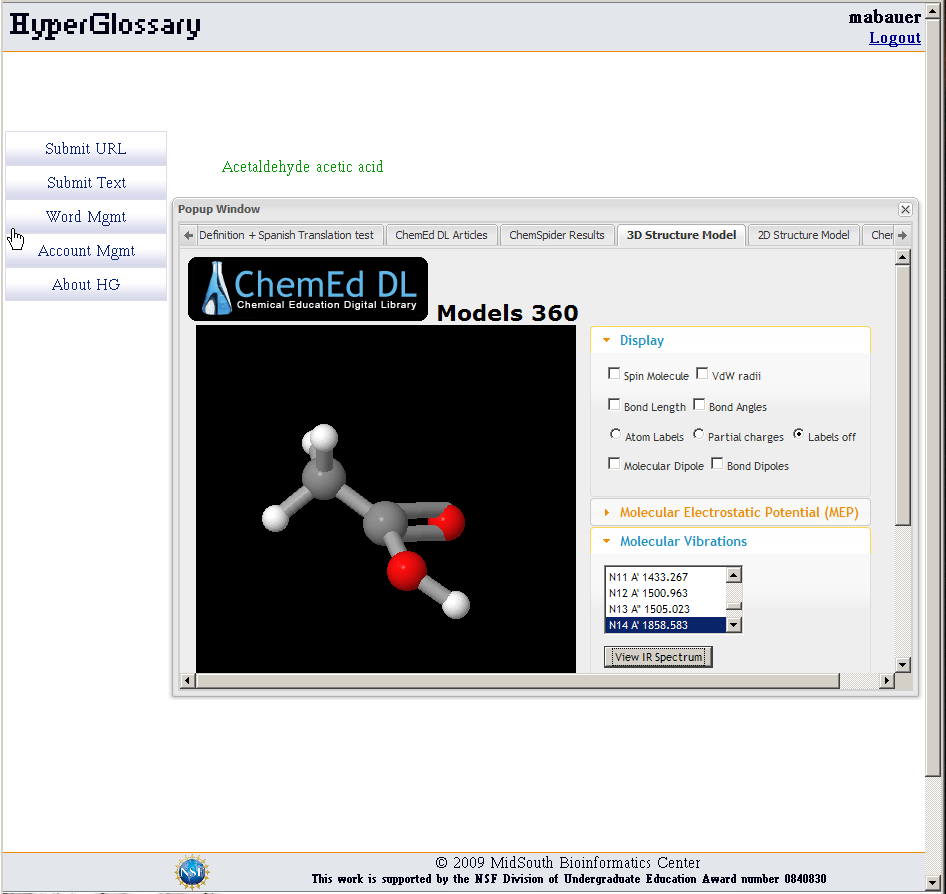 HyperGlossary
mabauer
Logout
Submit URL
Submit Text
Word Mgmt
Account Mgmt
About HG
Acetaldehyde acetic acid
Popup Window
Definition + Spanish Translation test
ChemEd DL Articles
ChemSpider Results
3D Structure Model
2D Structure Model
Cher
ChemEd DL
Chemical Education Digital Library
Models 360
Display
Spin Molecule VdW radii
Bond Length Bond Angles
Atom Labels Partial charges Labels off
Molecular Dipole Bond Dipoles
Molecular Electrostatic Potential (MEP)
Molecular Vibrations
N11 A' 1433.267
N12 A' 1500.963
N13 A" 1505.023
N14 A' 1858.583
View IR Spectrum
NSF
© 2009 MidSouth Bioinformatics Center
This work is supported by the NSF Division of Undergraduate Education Award number 0840830